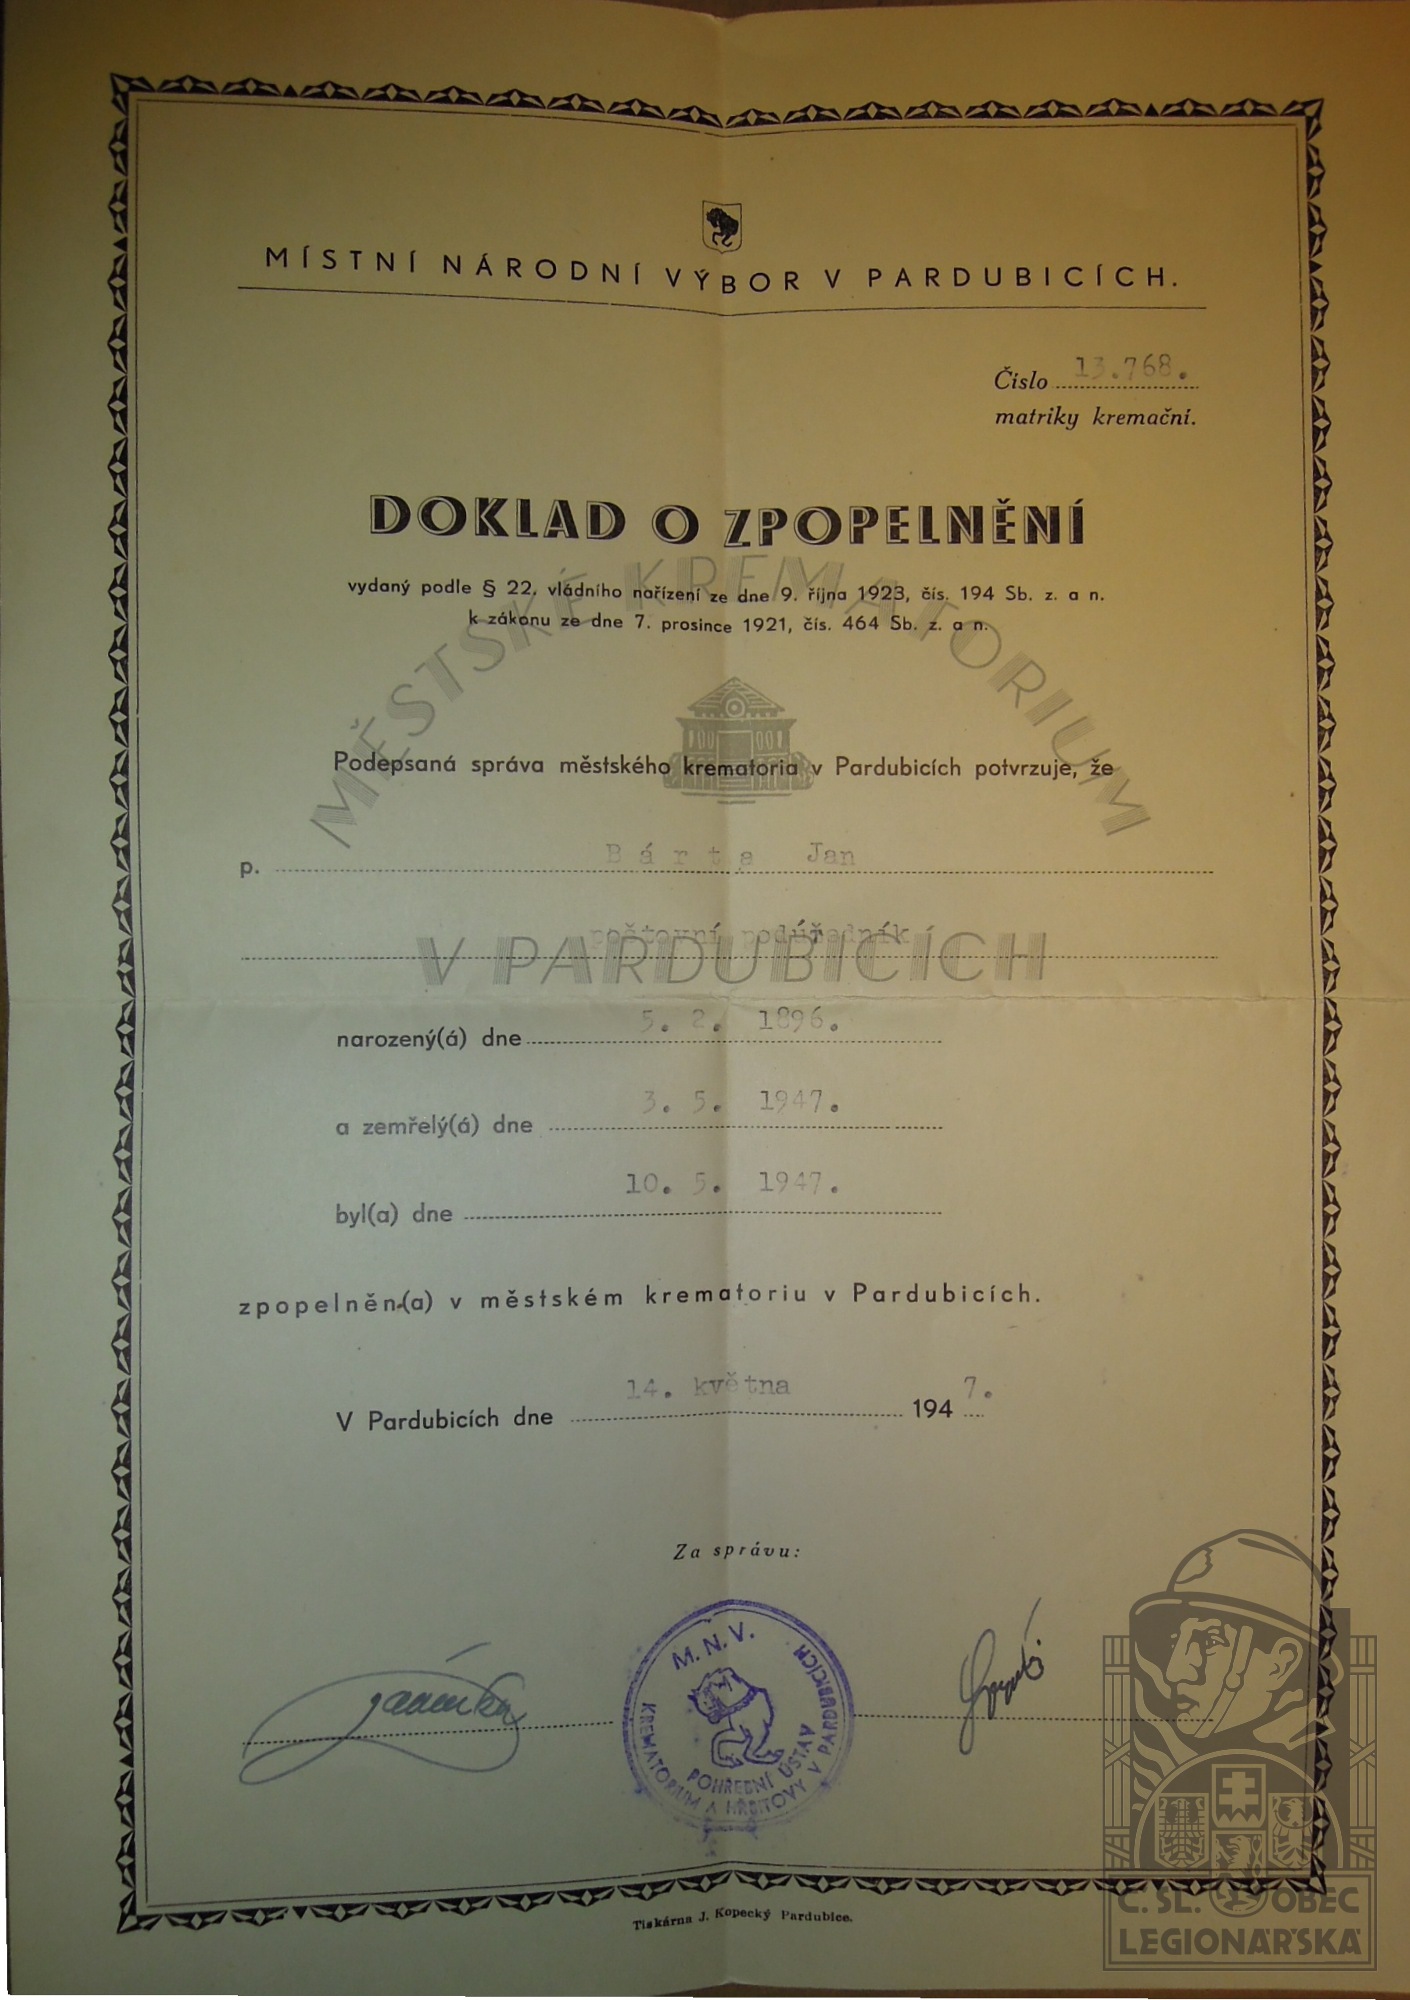 MÍSTNÍ NÁRODNÍ VÝBOR V PARDUBICÍCH.
Číslo 13.768.
matriky kremační.
DOKLAD O ZPOPELNĚNÍ
vydaný podle § 22. vládního nařízení ze dne 9. října 1923, čís. 194 Sb. z. a n.
k zákonu ze dne 7. prosince 1921, čís. 464 Sb. z. a n.
MĚSTSKÉ KREMATORIUM
Podepsaná správa městského krematoria v Pardubicích potvrzuje, že
p. Bárta Jan
poštovní podúředník
V PARDUBICÍCH
narozený(á) dne 5. 2. 1896.
a zemřelý(á) dne 3. 5. 1947.
byl(a) dne 10. 5. 1947.
zpopelněn(a) v městském krematoriu v Pardubicích.
V Pardubicích dne 14. května 1947.
Za správu:
M. N. V.
POHŘEBNÍ ÚSTAV
KREMATORIUM A HŘBITOVY V PARDUBICÍCH
Tiskárna J. Kopecký Pardubice.
Č. SL. OBEC
LEGIONÁŘSKÁ